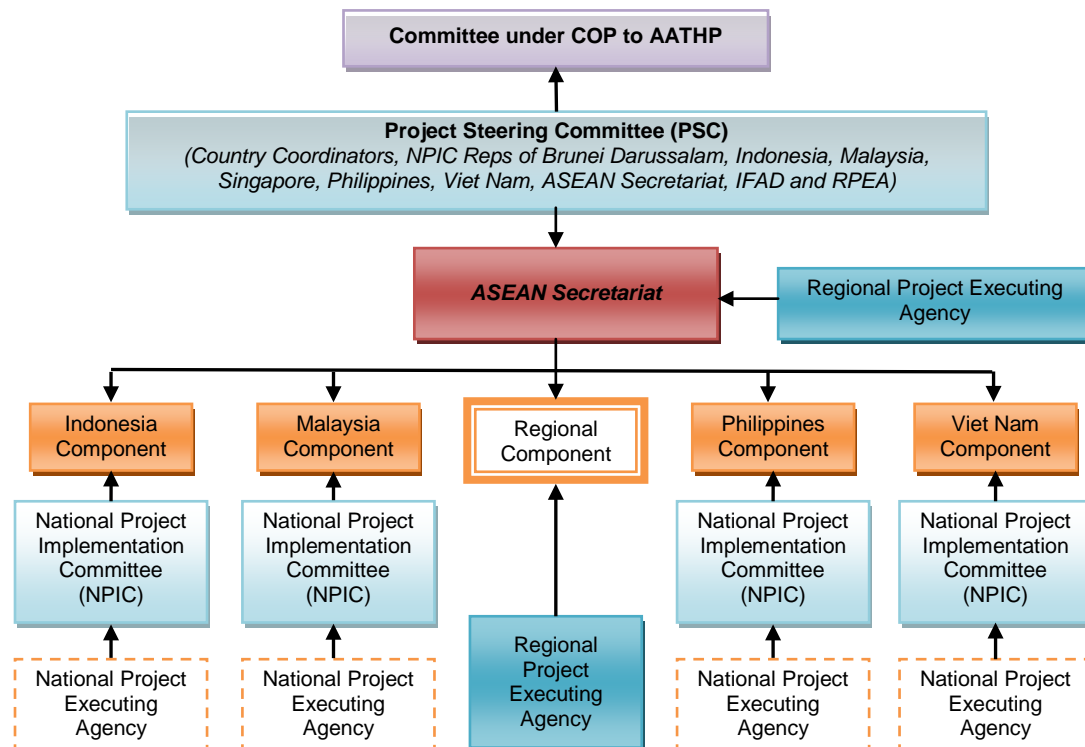 Committee under COP to AATHP
Project Steering Committee (PSC)
(Country Coordinators, NPIC Reps of Brunei Darussalam, Indonesia, Malaysia,
Singapore, Philippines, Viet Nam, ASEAN Secretariat, IFAD and RPEA)
ASEAN Secretariat
Regional Project Executing
Agency
Indonesia
Component
Malaysia
Component
Regional
Component
Philippines
Component
Viet Nam
Component
National Project
Implementation
Committee
(NPIC)
National Project
Implementation
Committee
(NPIC)
National Project
Implementation
Committee
(NPIC)
National Project
Implementation
Committee
(NPIC)
National Project
Executing
Agency
National Project
Executing
Agency
Regional
Project
Executing
Agency
National Project
Executing
Agency
National Project
Executing
Agency